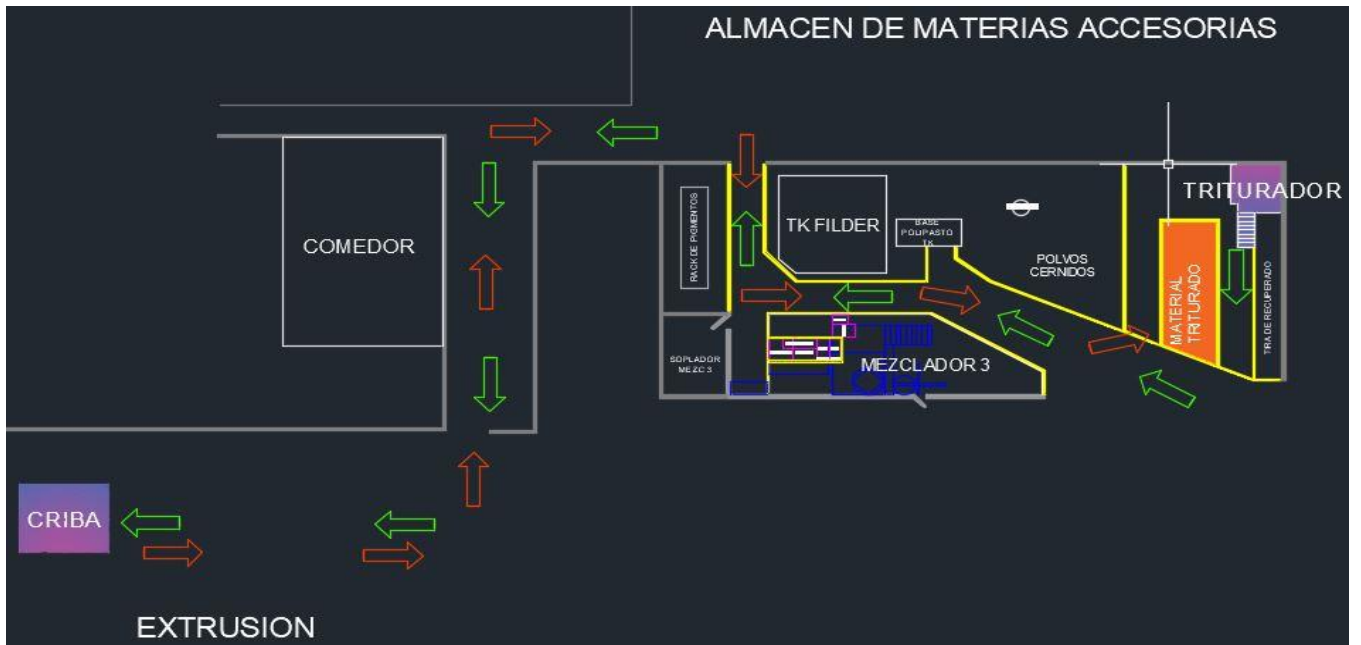 ALMACEN DE MATERIAS ACCESORIAS
TRITURADOR
COMEDOR
RACK DE PIGMENTOS
TK FILDER
BASE
POLIPASTO
TK
POLVOS
CERNIDOS
MATERIAL
TRITURADO
TIRA DE RECUPERADO
SOPLADOR
MEZC 3
MEZCLADOR 3
CRIBA
EXTRUSION